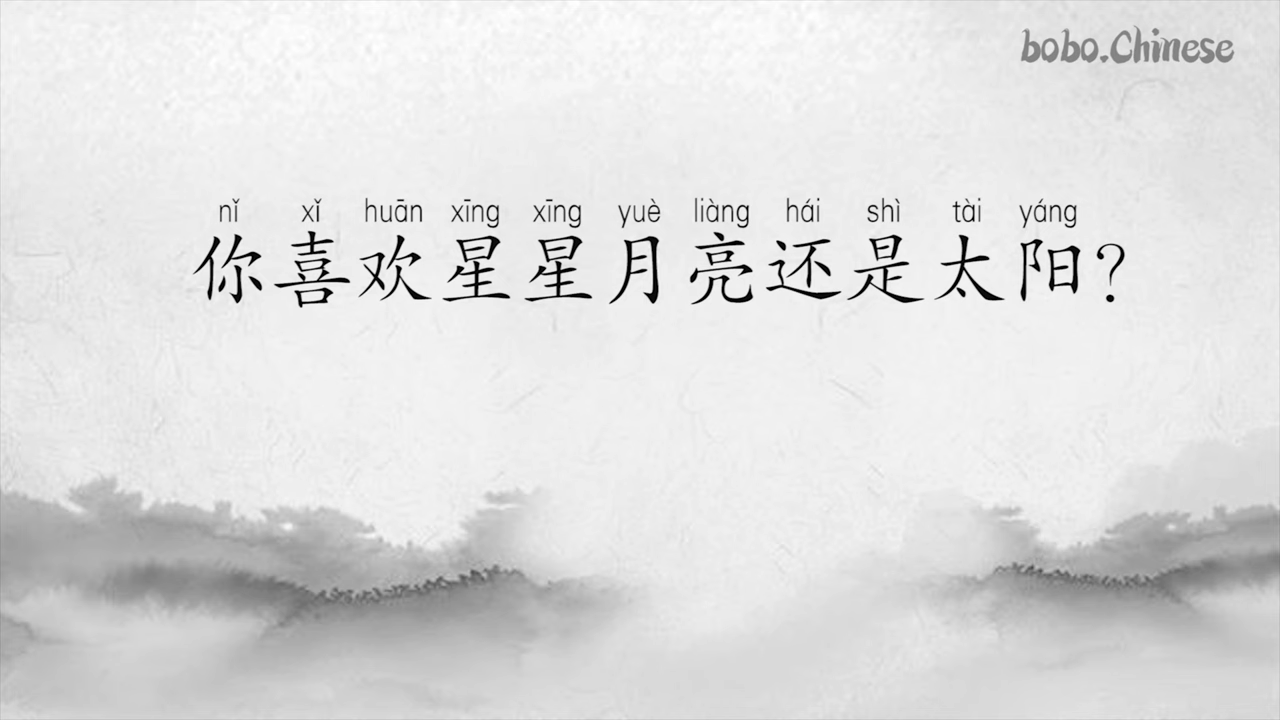 bobo.Chinese
nǐ xǐ huān xīng xīng yuè liàng hái shì tài yáng
你喜欢星星月亮还是太阳?